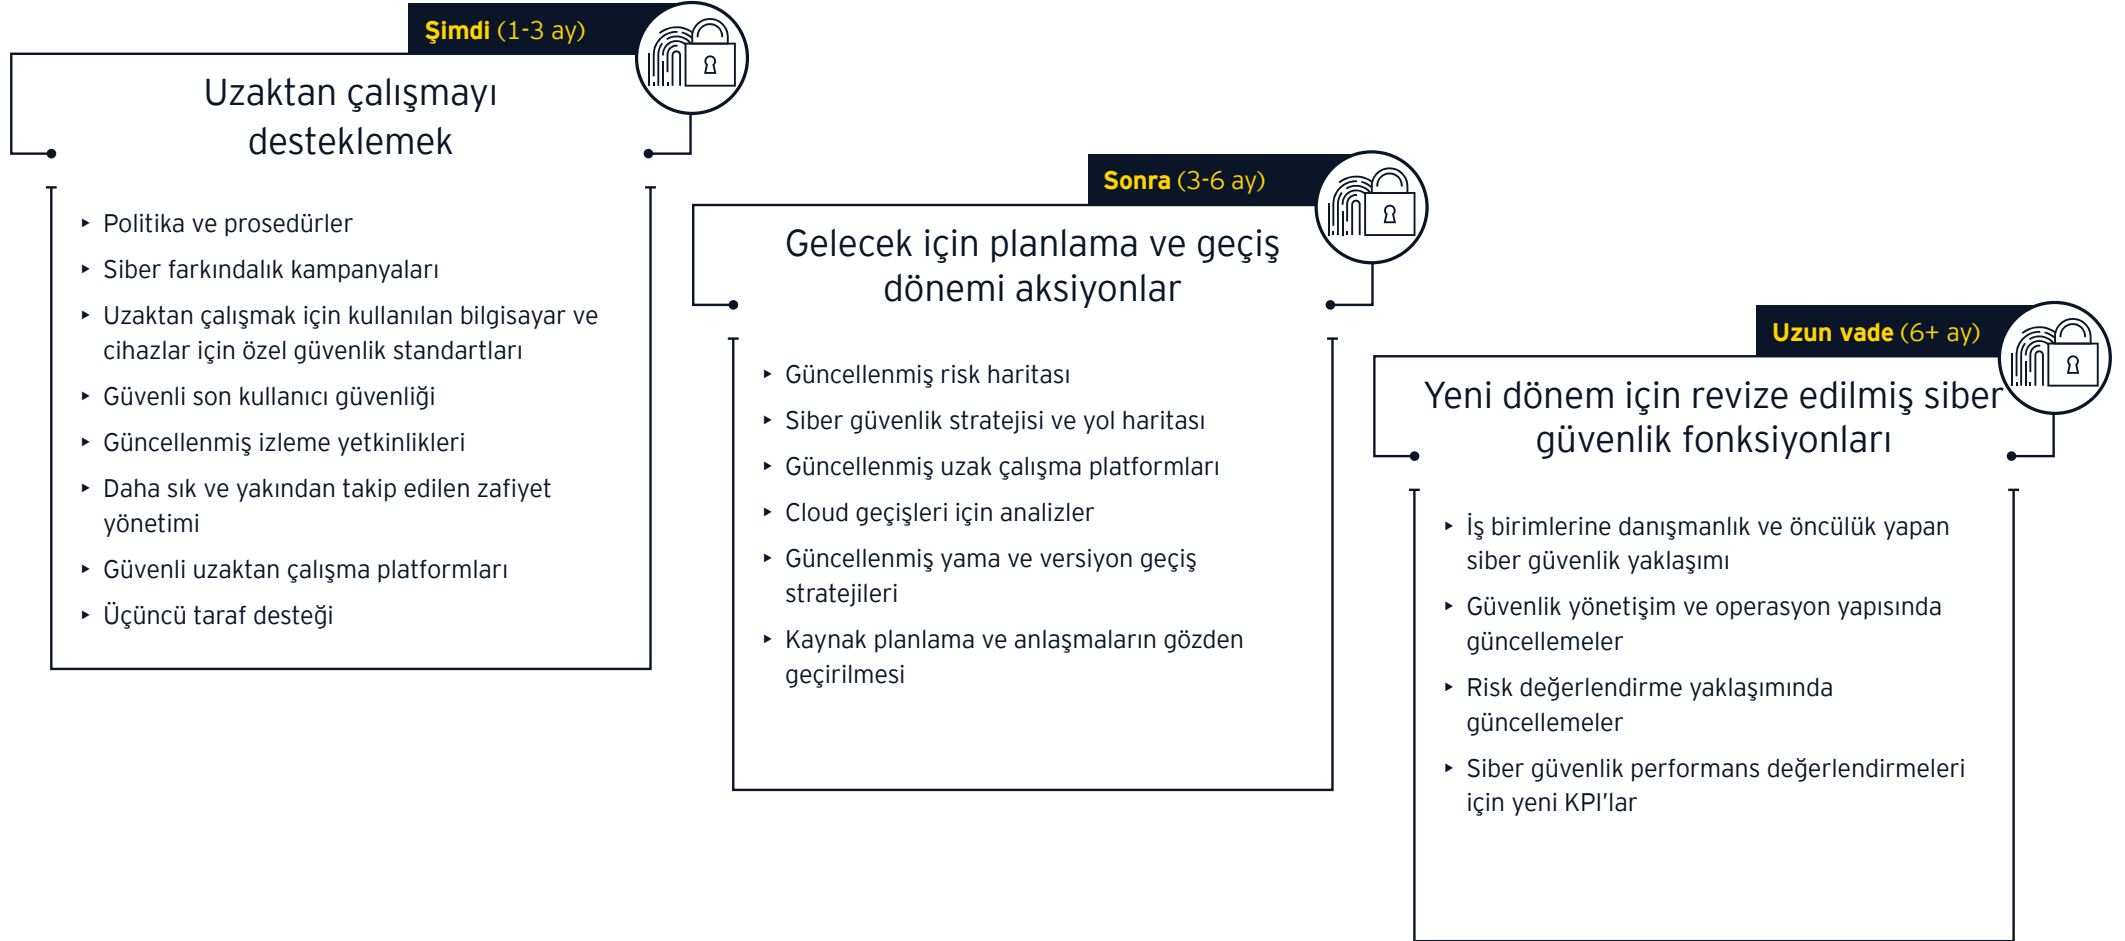 Şimdi (1-3 ay)
Uzaktan çalışmayı
desteklemek
‣ Politika ve prosedürler
‣ Siber farkındalık kampanyaları
‣ Uzaktan çalışmak için kullanılan bilgisayar ve
cihazlar için özel güvenlik standartları
‣ Güvenli son kullanıcı güvenliği
‣ Güncellenmiş izleme yetkinlikleri
‣ Daha sık ve yakından takip edilen zafiyet
yönetimi
‣ Güvenli uzaktan çalışma platformları
‣ Üçüncü taraf desteği
Sonra (3-6 ay)
Gelecek için planlama ve geçiş
dönemi aksiyonlar
‣ Güncellenmiş risk haritası
‣ Siber güvenlik stratejisi ve yol haritası
‣ Güncellenmiş uzak çalışma platformları
‣ Cloud geçişleri için analizler
‣ Güncellenmiş yama ve versiyon geçiş
stratejileri
‣ Kaynak planlama ve anlaşmaların gözden
geçirilmesi
Uzun vade (6+ ay)
Yeni dönem için revize edilmiş siber
güvenlik fonksiyonları
‣ İş birimlerine danışmanlık ve öncülük yapan
siber güvenlik yaklaşımı
‣ Güvenlik yönetişim ve operasyon yapısında
güncellemeler
‣ Risk değerlendirme yaklaşımında
güncellemeler
‣ Siber güvenlik performans değerlendirmeleri
için yeni KPI’lar